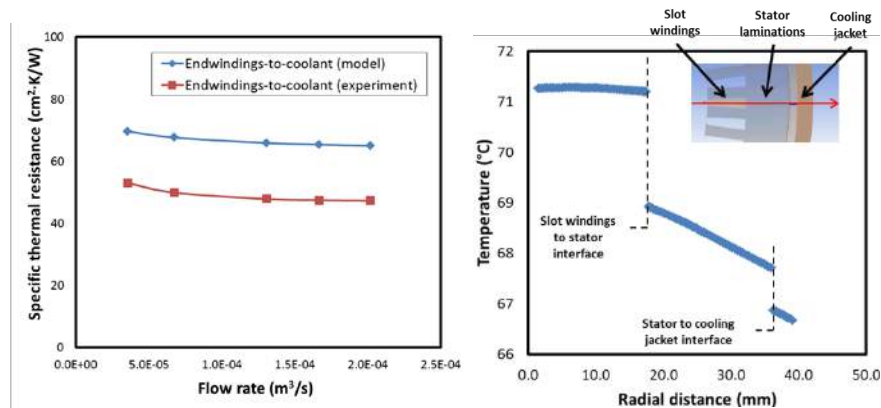 100
80
60
40
20
0
Specific thermal resistance (cm²·K/W)
Endwindings-to-coolant (model)
Endwindings-to-coolant (experiment)
0.0E+00
5.0E-05
1.0E-04
1.5E-04
2.0E-04
2.5E-04
Flow rate (m³/s)
Slot
windings
Stator
laminations
Cooling
jacket
72
71
69
68
67
66
Temperature (°C)
Slot windings
to stator
interface
Stator to cooling
jacket interface
0.0
10.0
20.0
30.0
40.0
50.0
Radial distance (mm)